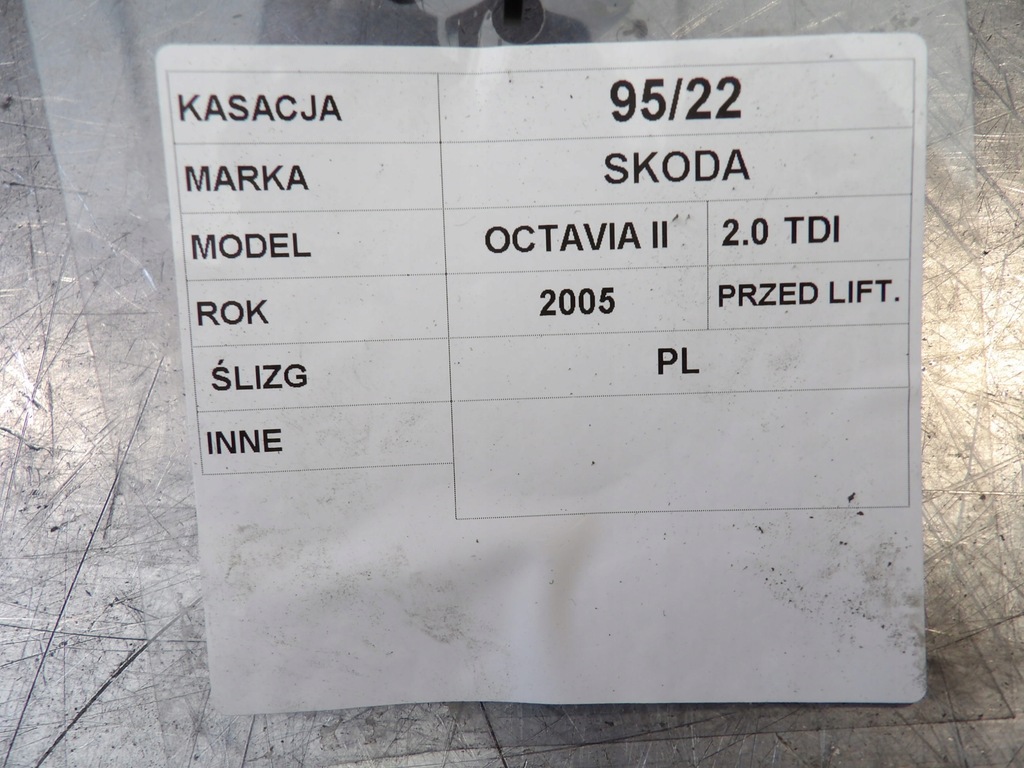 KASACJA 95/22
MARKA SKODA
MODEL OCTAVIA II 2.0 TDI
ROK 2005 PRZED LIFT.
ŚLIZG PL
INNE